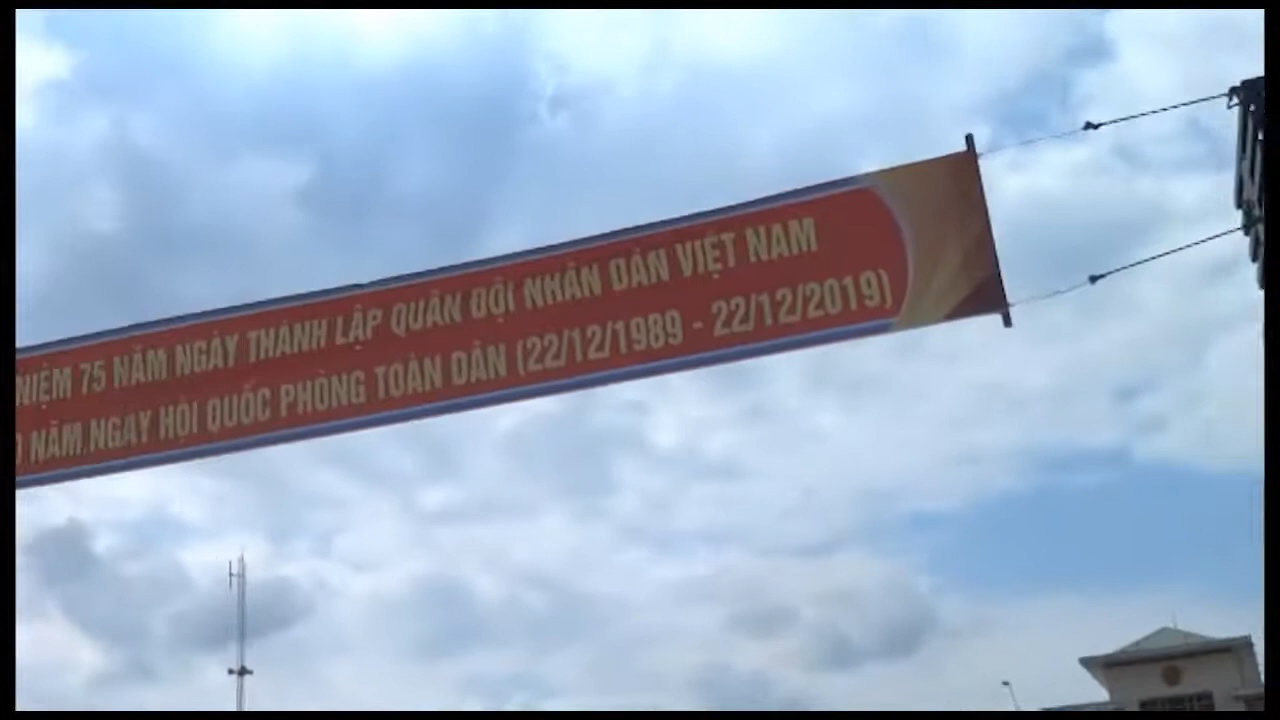 NIỆM 75 NĂM NGÀY THÀNH LẬP QUÂN ĐỘI NHÂN DÂN VIỆT NAM
NĂM NGÀY HỘI QUỐC PHÒNG TOÀN DÂN (22/12/1989 - 22/12/2019)